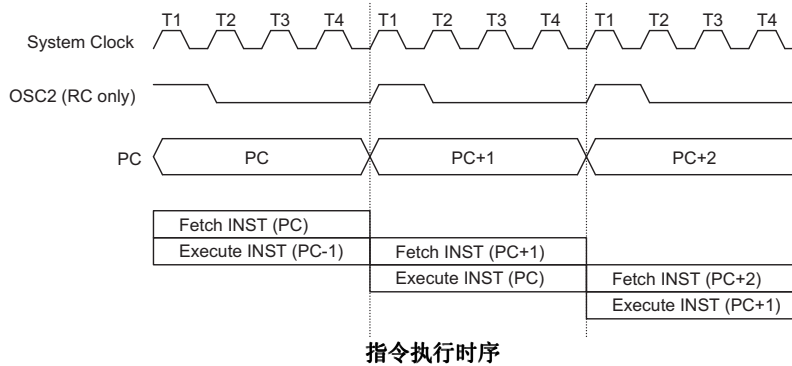 T1 T2 T3 T4 T1 T2 T3 T4 T1 T2 T3 T4
System Clock
OSC2 (RC only)
PC PC PC+1 PC+2
Fetch INST (PC)
Execute INST (PC-1) Fetch INST (PC+1)
Execute INST (PC) Fetch INST (PC+2)
Execute INST (PC+1)
指令执行时序